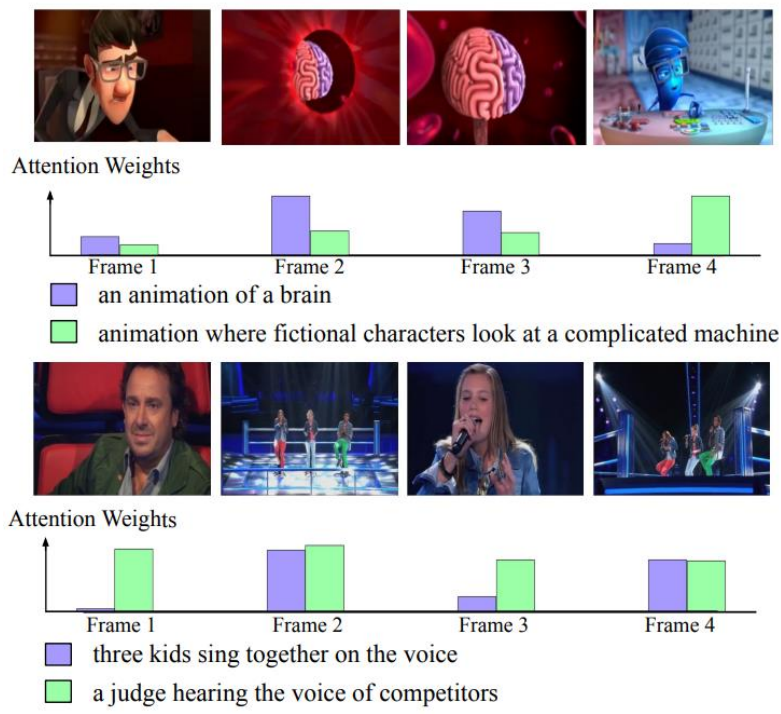 Attention Weights
Frame 1 Frame 2 Frame 3 Frame 4
an animation of a brain
animation where fictional characters look at a complicated machine
Attention Weights
Frame 1 Frame 2 Frame 3 Frame 4
three kids sing together on the voice
a judge hearing the voice of competitors